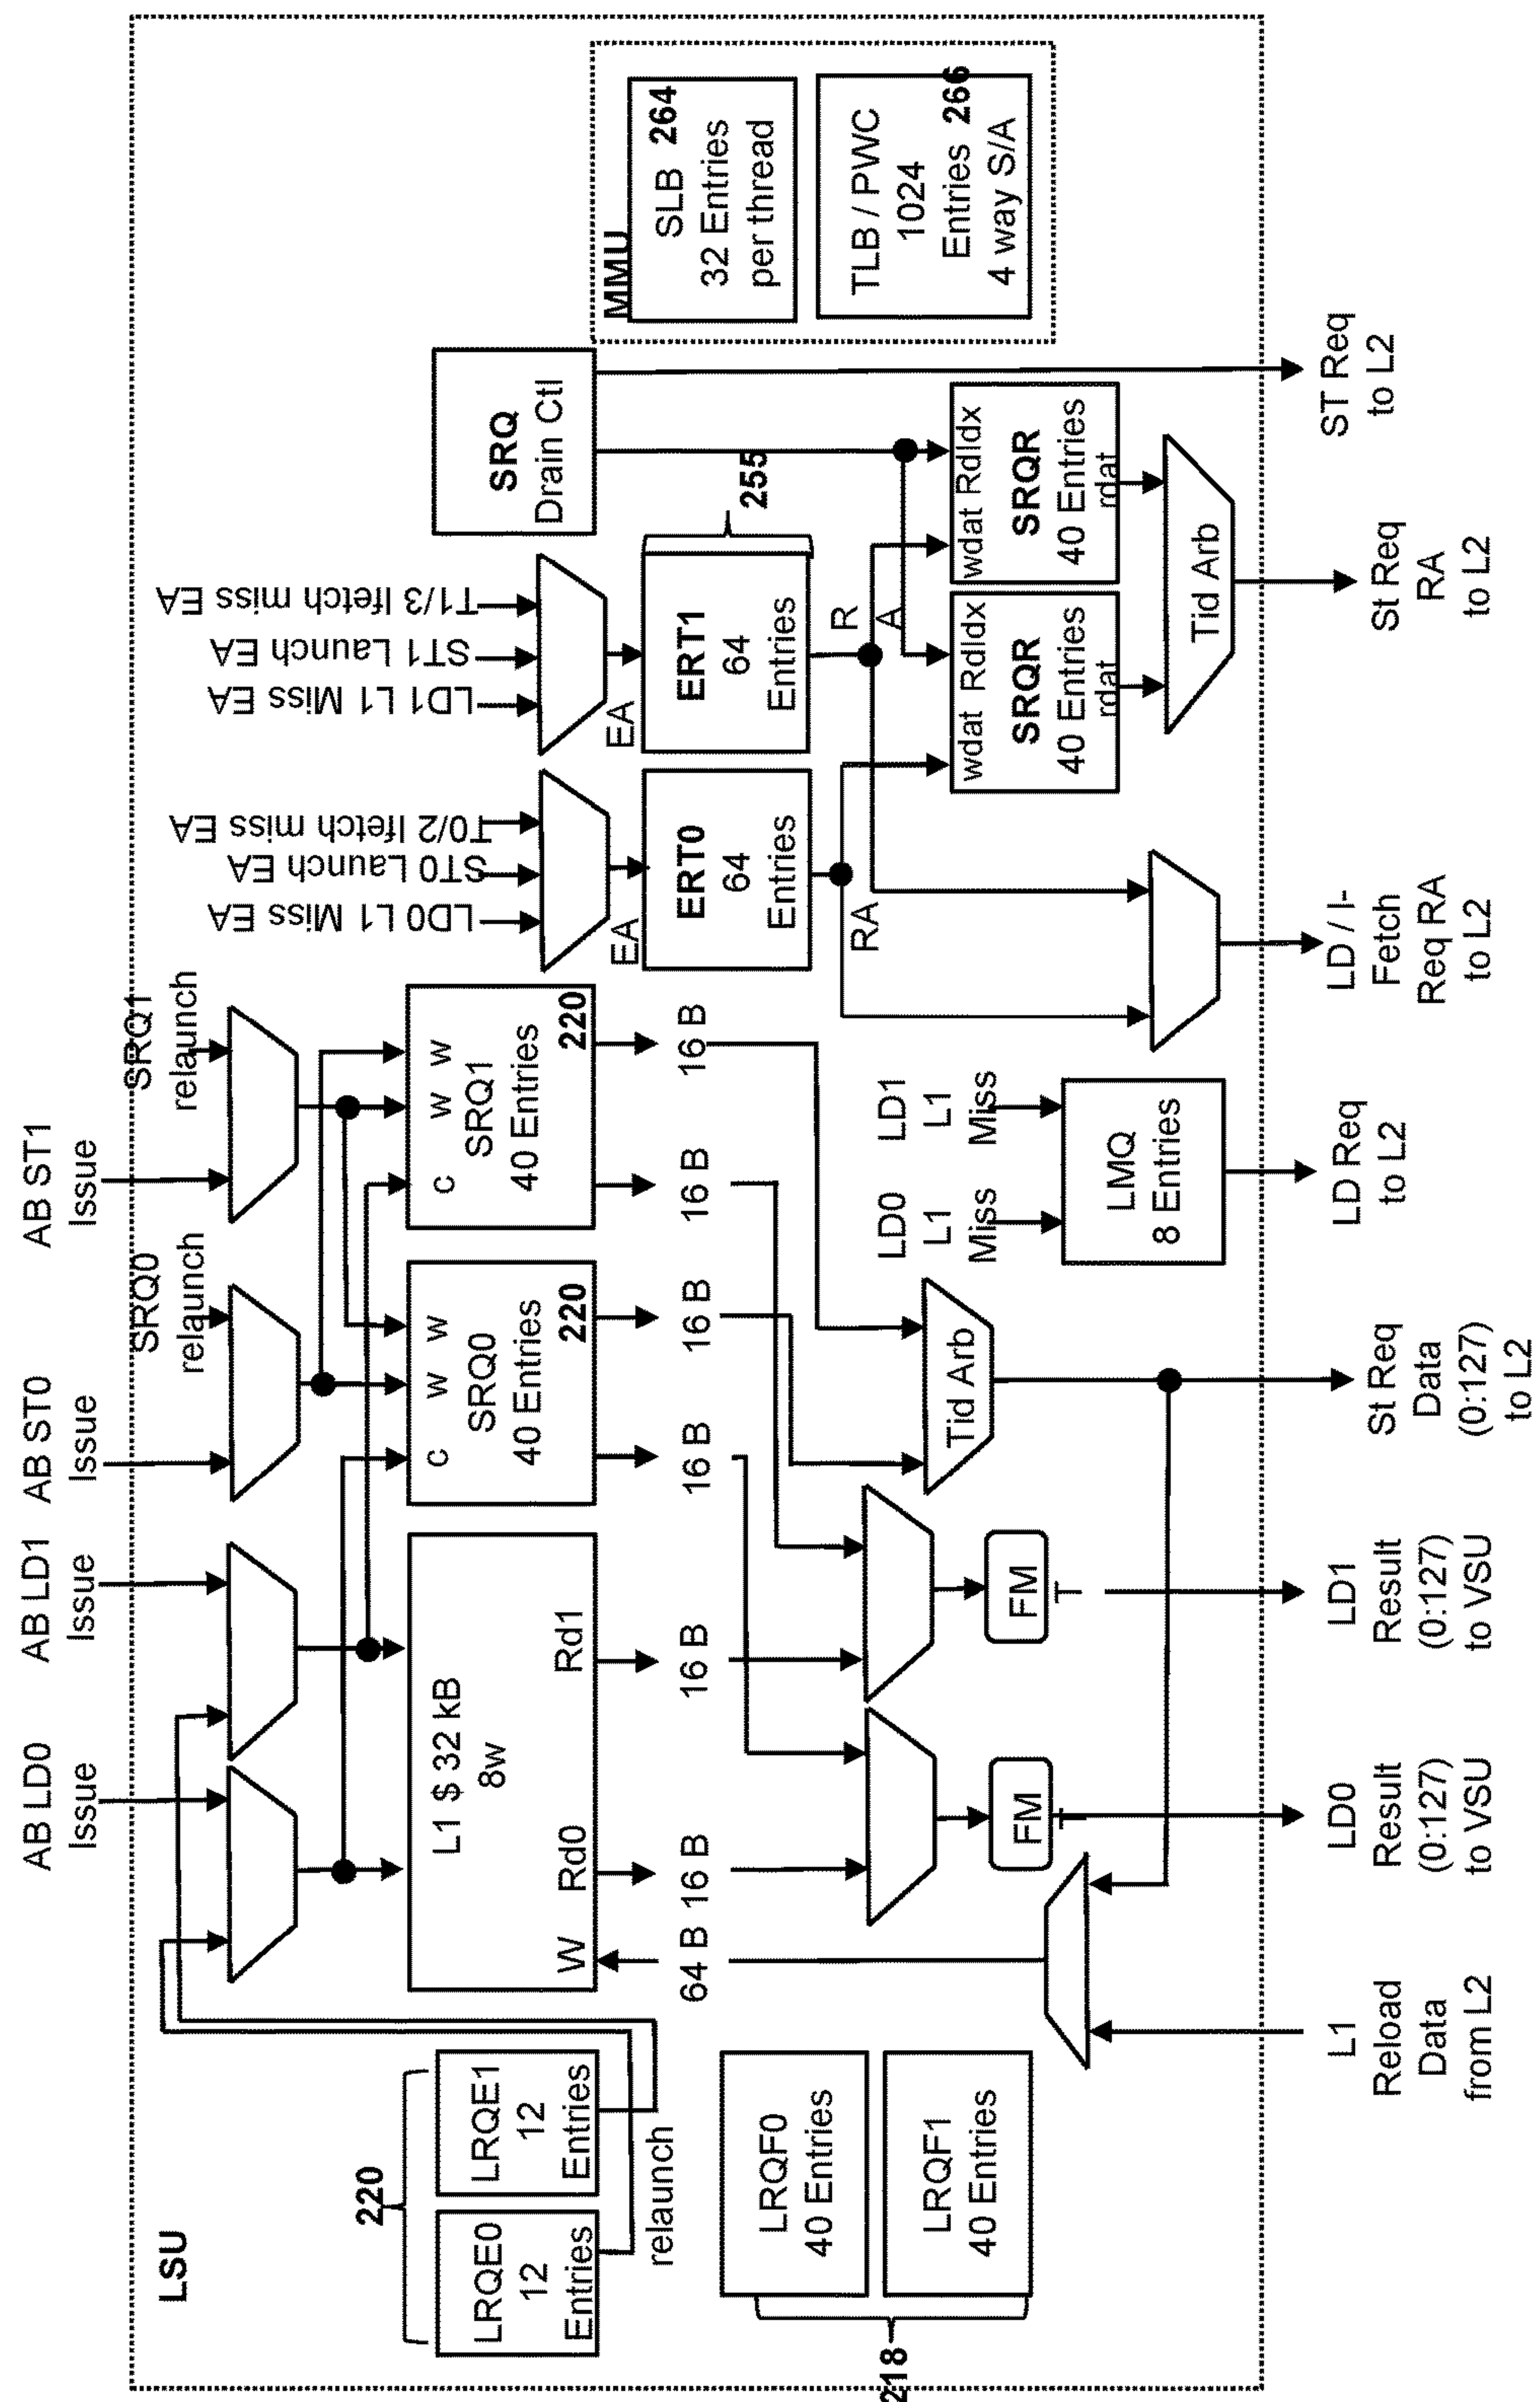 LSU
AB LD0
Issue
AB LD1
Issue
AB ST0
Issue
SRQ0
relaunch
AB ST1
Issue
SRQ1
relaunch
LD0 L1 Miss EA
ST0 Launch EA
T0/2 Ifetch miss EA
LD1 L1 Miss EA
ST1 Launch EA
T1/3 Ifetch miss EA
220
LRQE0
12
Entries
LRQE1
12
Entries
relaunch
L1 $ 32 kB
8w
W
Rd0
Rd1
c
w
w
SRQ0
40 Entries
220
c
w
w
SRQ1
40 Entries
220
EA
ERT0
64
Entries
EA
ERT1
64
Entries
255
SRQ
Drain Ctl
MMU
SLB 264
32 Entries
per thread
TLB / PWC
1024
Entries 266
4 way S/A
64 B
16 B
16 B
16 B
16 B
16 B
16 B
RA
R
A
218
LRQF0
40 Entries
LRQF1
40 Entries
FM
T
FM
T
Tid Arb
LD0
L1
Miss
LD1
L1
Miss
LMQ
8 Entries
wdat RdIdx
SRQR
40 Entries
rdat
wdat RdIdx
SRQR
40 Entries
rdat
Tid Arb
L1
Reload
Data
from L2
LD0
Result
(0:127)
to VSU
LD1
Result
(0:127)
to VSU
St Req
Data
(0:127)
to L2
LD Req
to L2
LD / I-
Fetch
Req RA
to L2
St Req
RA
to L2
ST Req
to L2